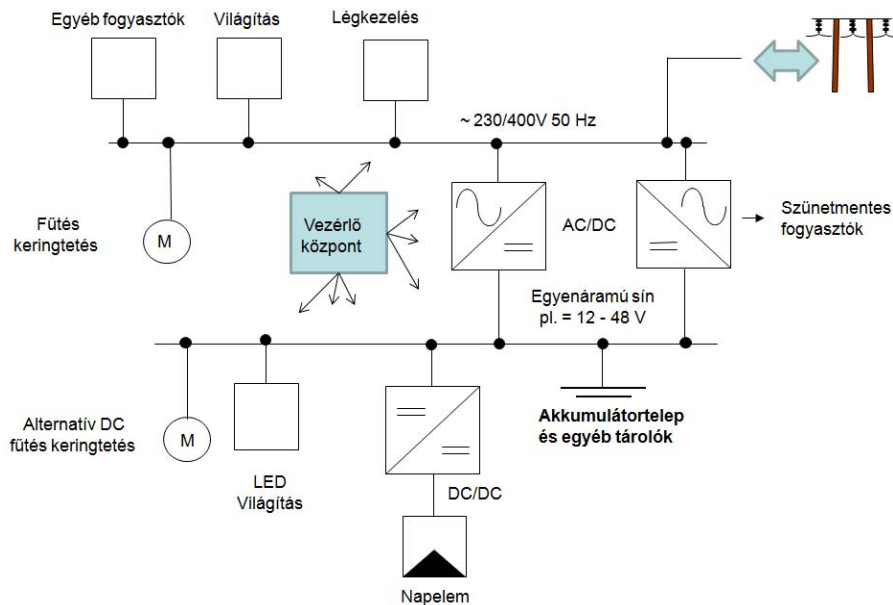 Egyéb fogyasztók
Világítás
Légkezelés
~ 230/400V 50 Hz
Fűtés
keringtetés
M
Vezérlő
központ
AC/DC
Szünetmentes
fogyasztók
Egyenáramú sín
pl. = 12 - 48 V
Alternatív DC
fűtés keringtetés
M
LED
Világítás
DC/DC
Akkumulátortelep
és egyéb tárolók
Napelem